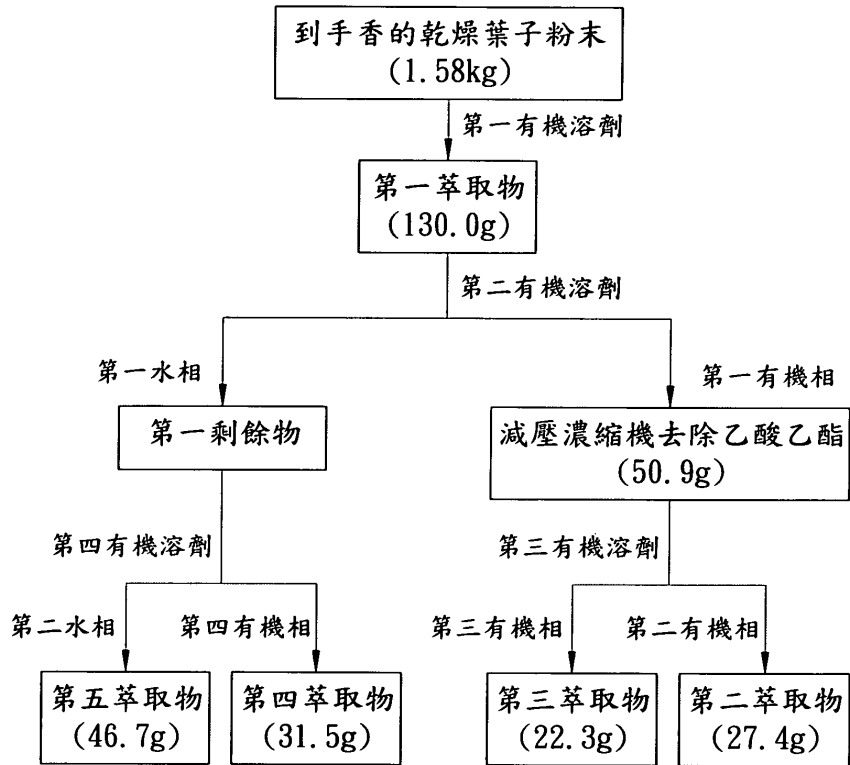 到手香的乾燥葉子粉末
(1.58kg)
第一有機溶劑
第一萃取物
(130.0g)
第二有機溶劑
第一水相
第一有機相
第一剩餘物
減壓濃縮機去除乙酸乙酯
(50.9g)
第四有機溶劑
第三有機溶劑
第二水相
第四有機相
第三有機相
第二有機相
第五萃取物
(46.7g)
第四萃取物
(31.5g)
第三萃取物
(22.3g)
第二萃取物
(27.4g)